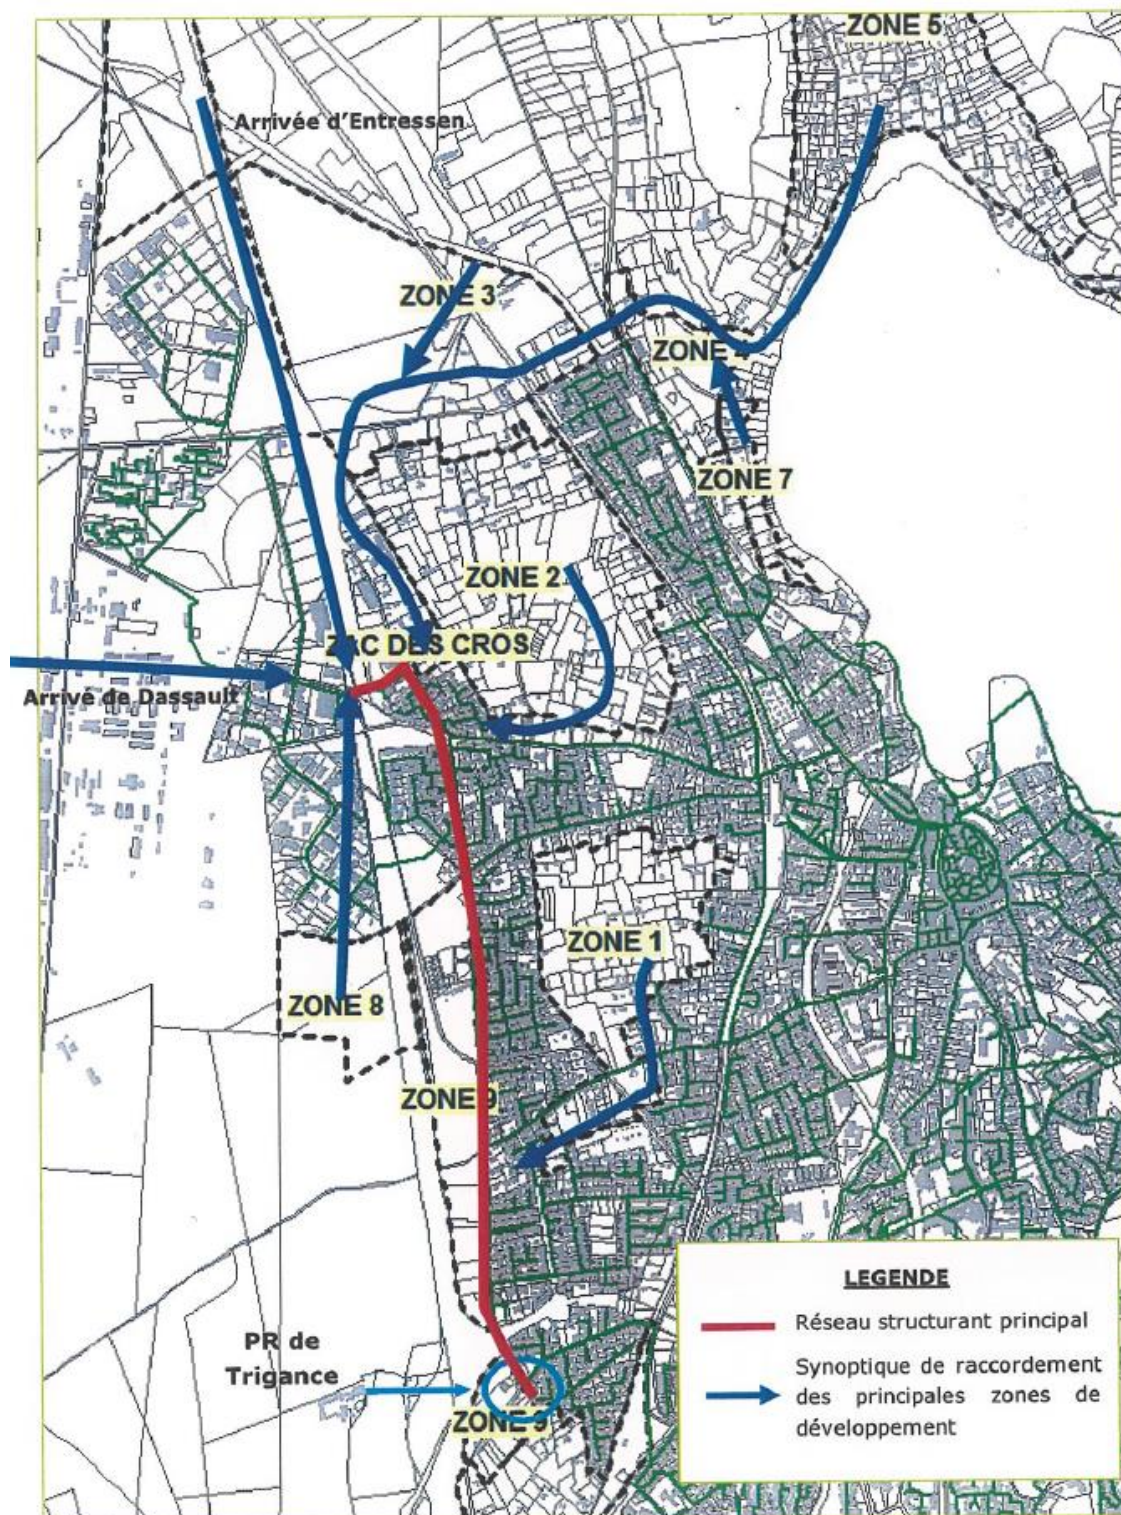 ZONE 5
Arrivée d'Entressen
ZONE 3
ZONE 4
ZONE 7
ZONE 2
ZAC DES CROS
Arrivé de Dassault
ZONE 1
ZONE 8
ZONE 9
PR de
Trigance
ZONE 9
LEGENDE
Réseau structurant principal
Synoptique de raccordement
des principales zones de
développement